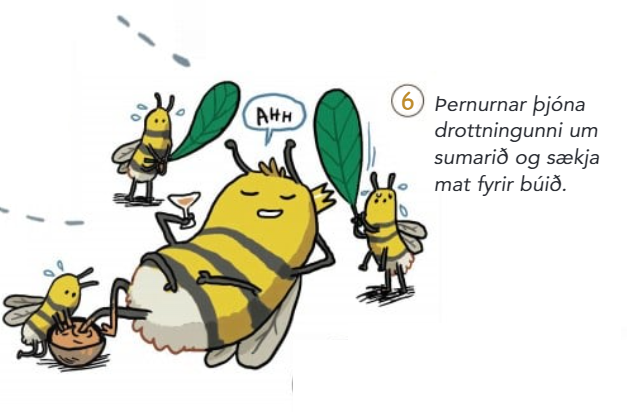 AHH
6
Þernurnar þjóna
drottningunni um
sumarið og sækja
mat fyrir búið.